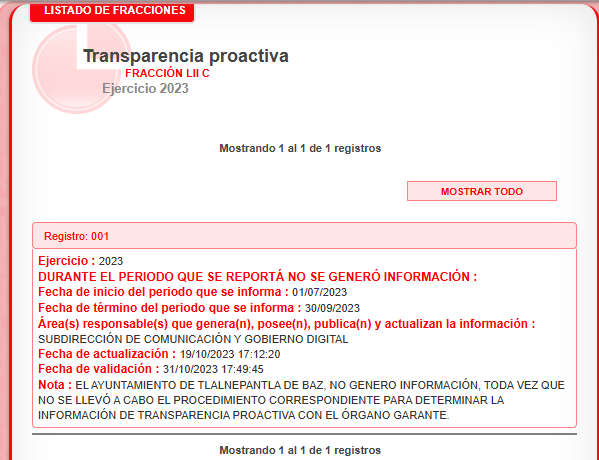 LISTADO DE FRACCIONES
Transparencia proactiva
FRACCIÓN LII C
Ejercicio 2023
Mostrando 1 al 1 de 1 registros
MOSTRAR TODO
Registro: 001
Ejercicio : 2023
DURANTE EL PERIODO QUE SE REPORTÁ NO SE GENERÓ INFORMACIÓN :
Fecha de inicio del periodo que se informa : 01/07/2023
Fecha de término del periodo que se informa : 30/09/2023
Área(s) responsable(s) que genera(n), posee(n), publica(n) y actualizan la información :
SUBDIRECCIÓN DE COMUNICACIÓN Y GOBIERNO DIGITAL
Fecha de actualización : 19/10/2023 17:12:20
Fecha de validación : 31/10/2023 17:49:45
Nota : EL AYUNTAMIENTO DE TLALNEPANTLA DE BAZ, NO GENERO INFORMACIÓN, TODA VEZ QUE
NO SE LLEVÓ A CABO EL PROCEDIMIENTO CORRESPONDIENTE PARA DETERMINAR LA
INFORMACIÓN DE TRANSPARENCIA PROACTIVA CON EL ÓRGANO GARANTE.
Mostrando 1 al 1 de 1 registros